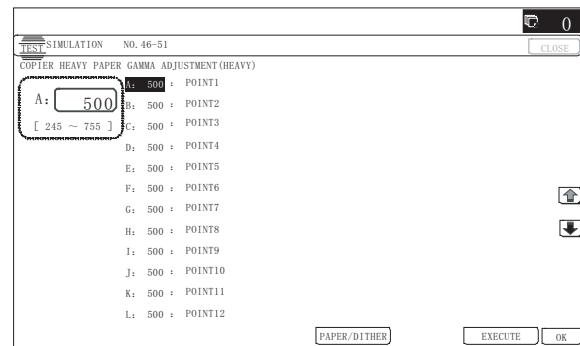 0
TEST SIMULATION NO.46-51
CLOSE
COPIER HEAVY PAPER GAMMA ADJUSTMENT(HEAVY)
A: 500
[ 245 ~ 755 ]
A: 500 : POINT1
B: 500 : POINT2
C: 500 : POINT3
D: 500 : POINT4
E: 500 : POINT5
F: 500 : POINT6
G: 500 : POINT7
H: 500 : POINT8
I: 500 : POINT9
J: 500 : POINT10
K: 500 : POINT11
L: 500 : POINT12
PAPER/DITHER EXECUTE OK